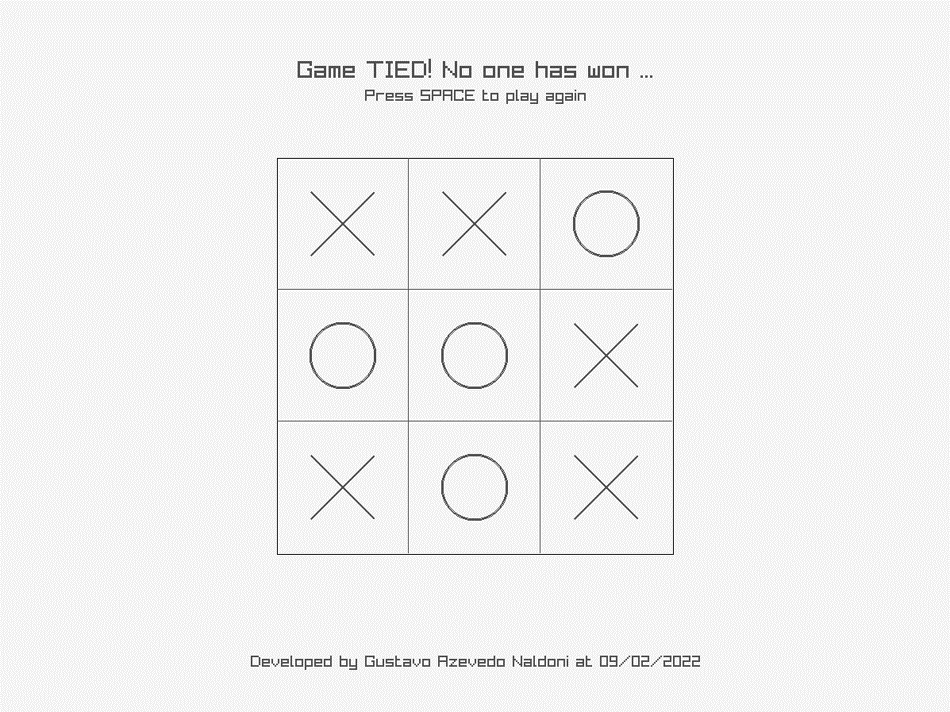 Game TIED! No one has won ...
Press SPACE to play again
Developed by Gustavo Azevedo Naldoni at 09/02/2022